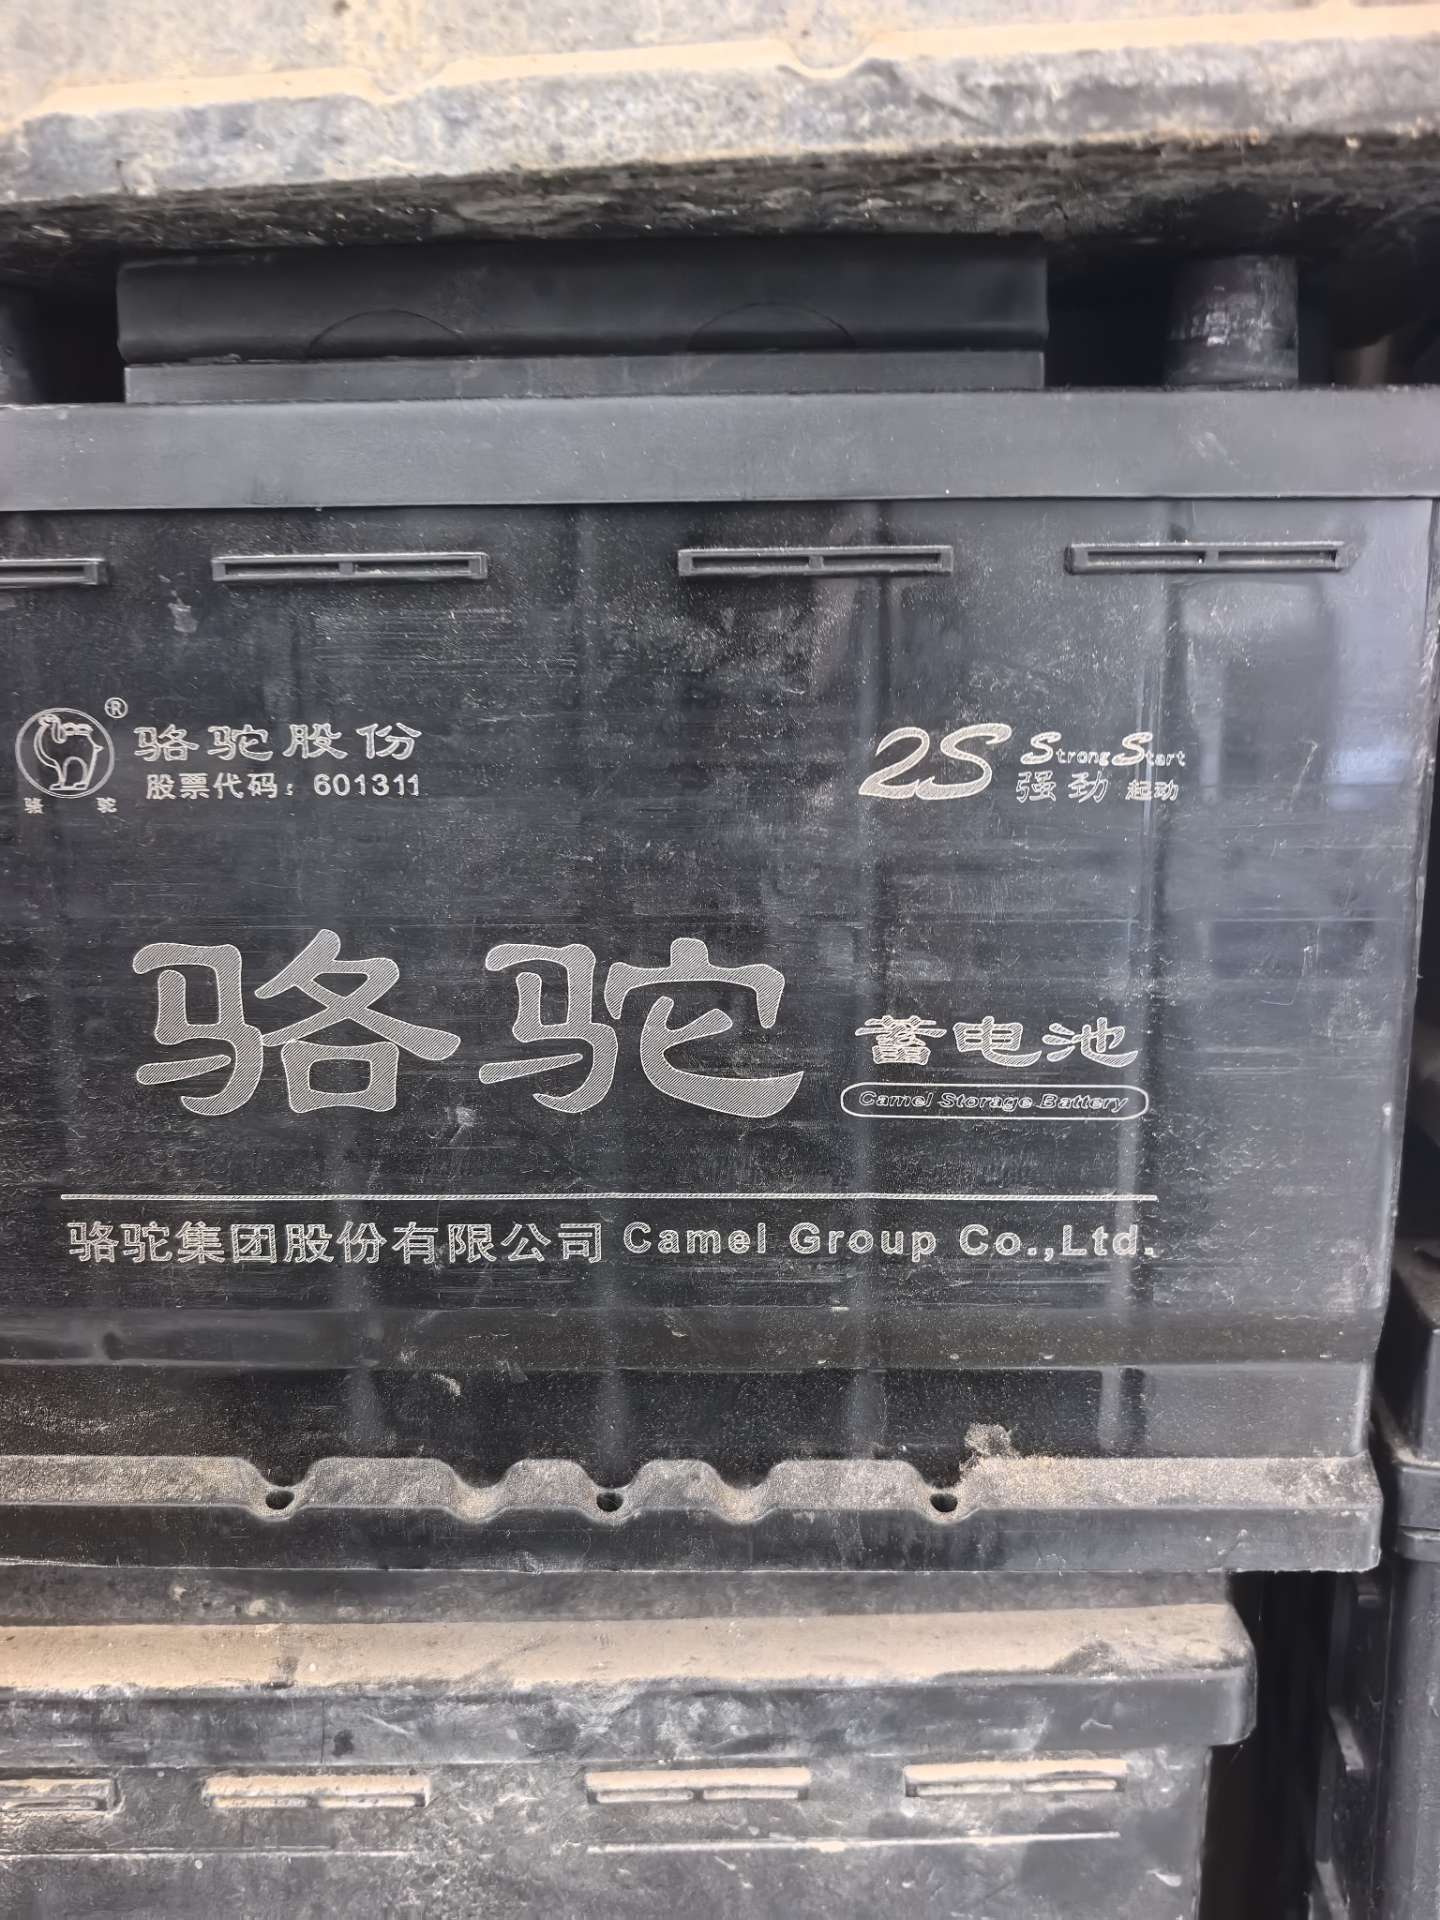 ®
骆驼
骆驼股份
股票代码：601311
2S Strong Start
强劲 起动
骆驼 蓄电池
Camel Storage Battery
骆驼集团股份有限公司 Camel Group Co.,Ltd.